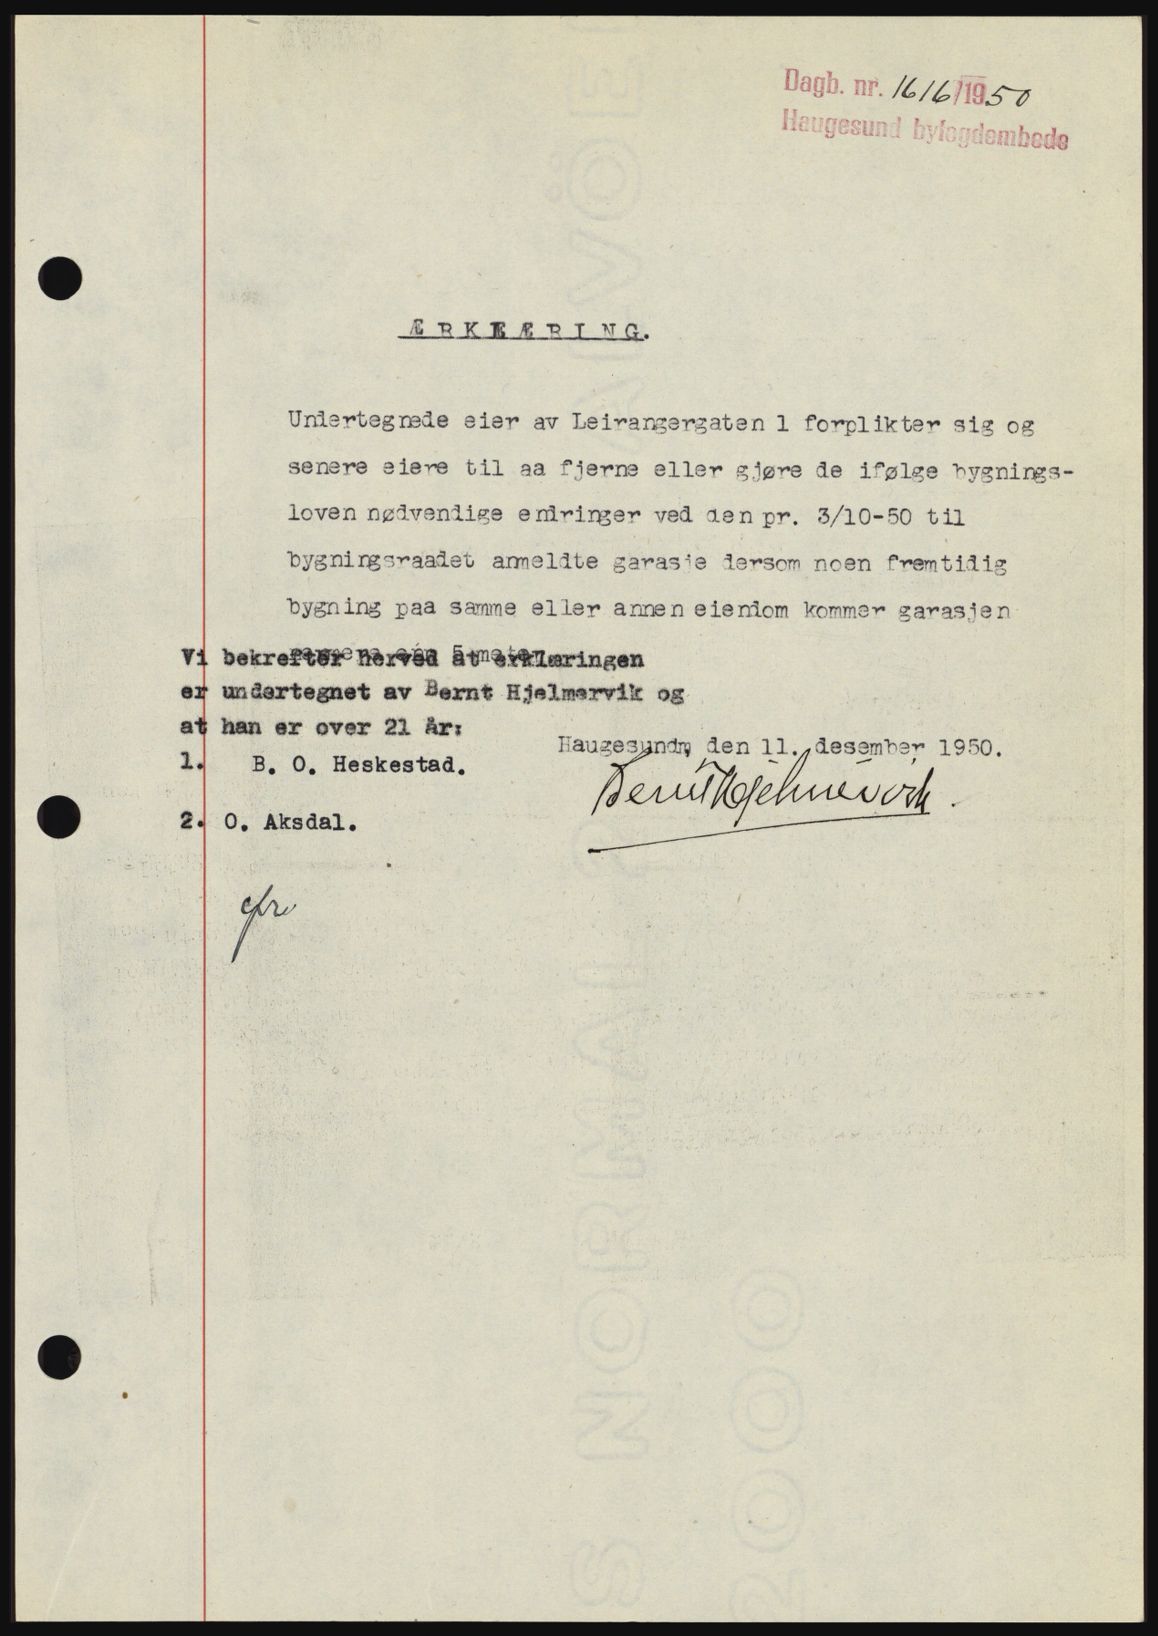 Dagb. nr. 1616/1950
Haugesund byfogdembede
ÆRKLÆRING.
Undertegnede eier av Leirangergaten 1 forplikter sig og
senere eiere til aa fjerne eller gjøre de ifølge bygnings-
loven nødvendige endringer ved den pr. 3/10-50 til
bygningsraadet anmeldte garasje dersom noen fremtidig
bygning paa samme eller annen eiendom kommer garasjen
Vi bekrefter herved at erklæringen
er undertegnet av Bernt Hjelmervik og
at han er over 21 år:
Haugesund, den 11. desember 1950.
1. B. O. Heskestad.
Bernt Hjelmervik.
2. O. Aksdal.
S NORMAL
2000